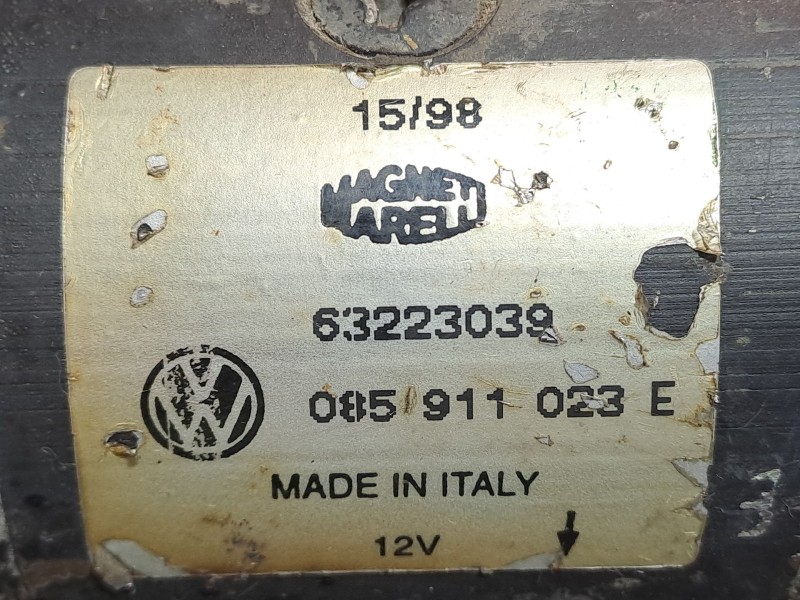 15/98
MAGNETI
MARELLI
63223039
085 911 023 E
MADE IN ITALY
12V